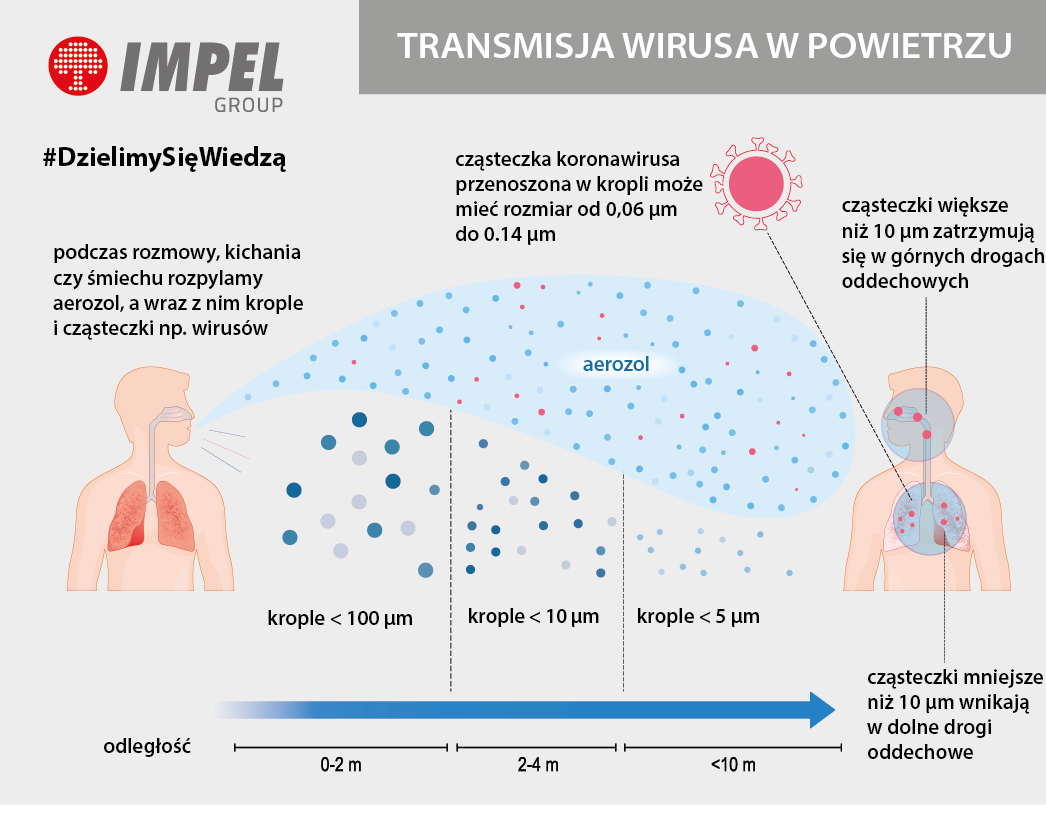 IMPEL
GROUP
TRANSMISJA WIRUSA W POWIETRZU
#DzielimySięWiedzą
cząsteczka koronawirusa
przenoszona w kropli może
mieć rozmiar od 0,06 µm
do 0.14 µm
cząsteczki większe
niż 10 µm zatrzymują
się w górnych drogach
oddechowych
podczas rozmowy, kichania
czy śmiechu rozpylamy
aerozol, a wraz z nim krople
i cząsteczki np. wirusów
aerozol
krople < 100 µm
krople < 10 µm
krople < 5 µm
cząsteczki mniejsze
niż 10 µm wnikają
w dolne drogi
oddechowe
odległość
0-2 m
2-4 m
<10 m